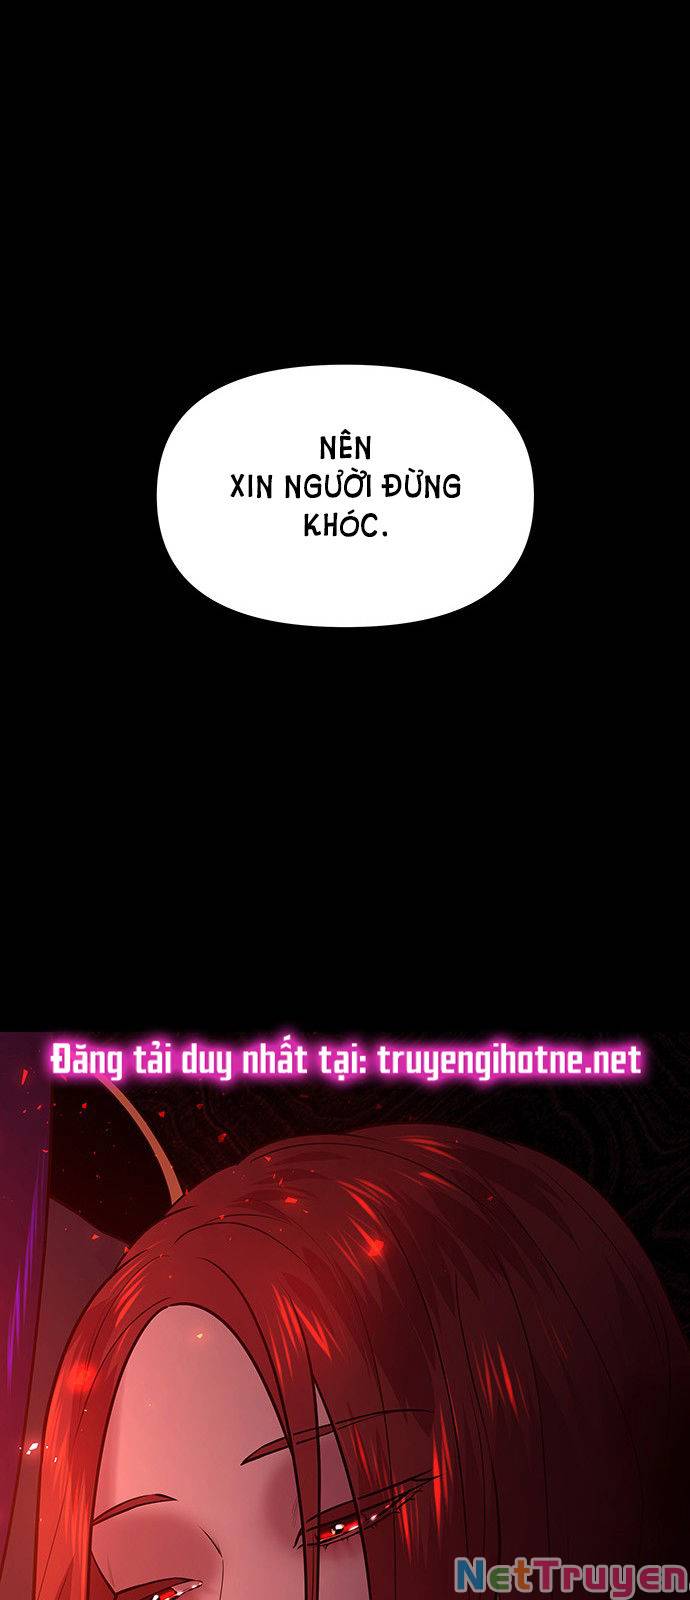 NÊN
XIN NGƯỜI ĐỪNG
KHÓC.
Đăng tải duy nhất tại: truyengihotne.net
NetTruyen